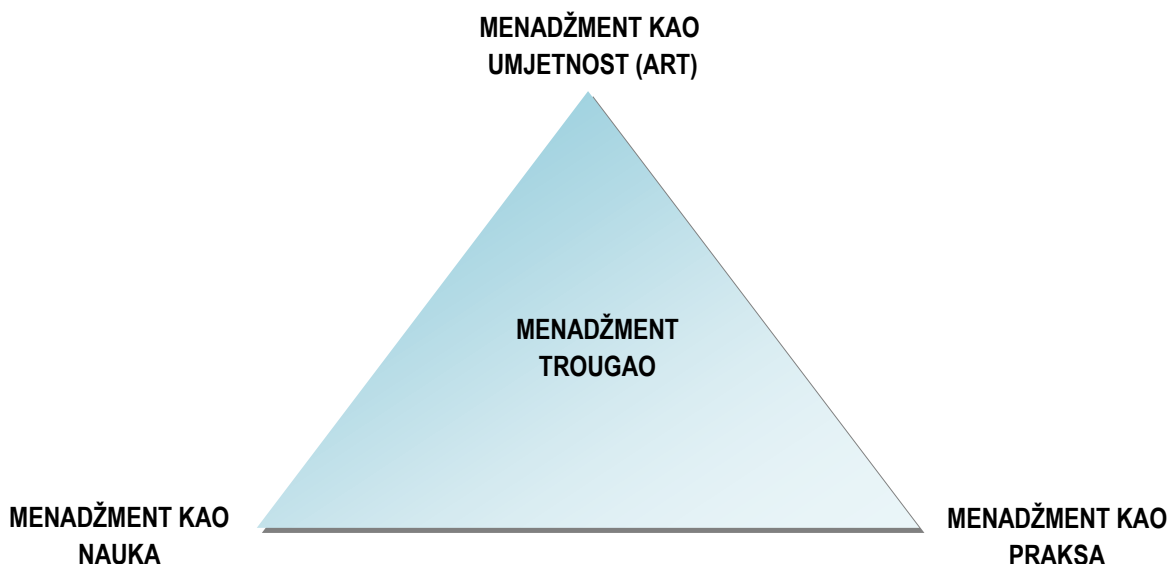 MENADŽMENT KAO
UMJETNOST (ART)
MENADŽMENT
TROUGAO
MENADŽMENT KAO
NAUKA
MENADŽMENT KAO
PRAKSA